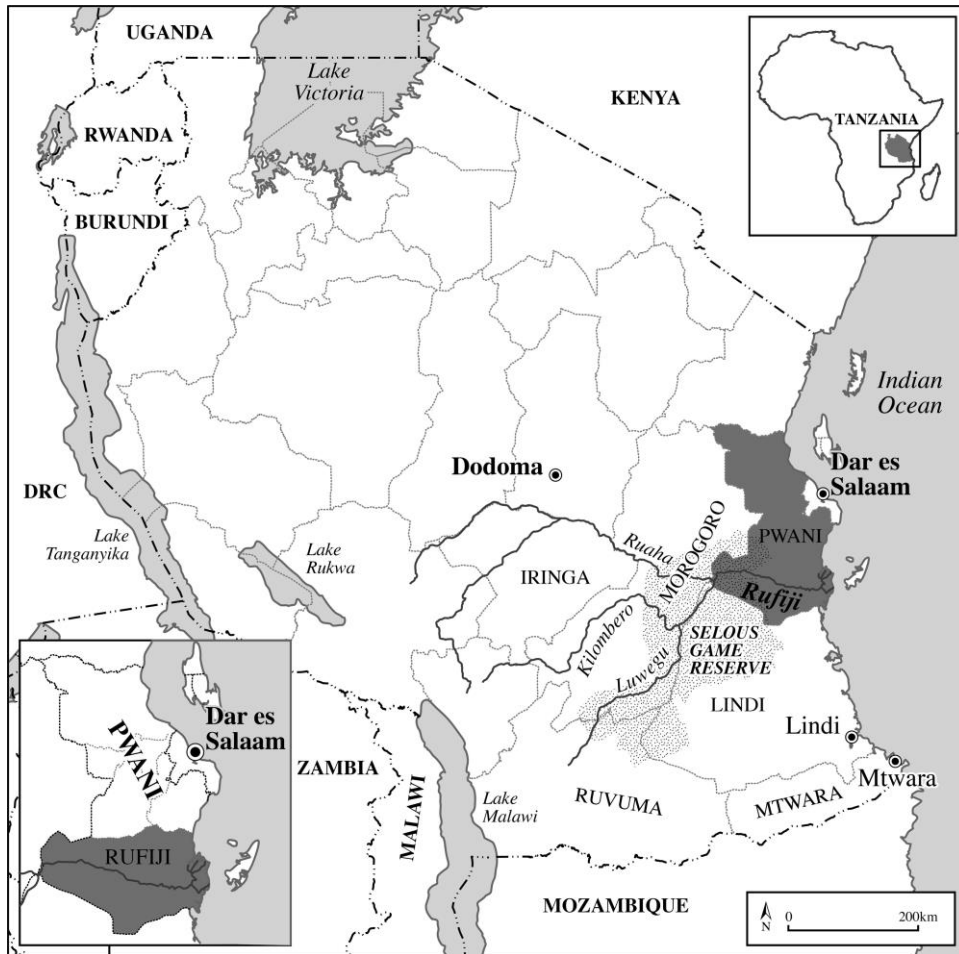 UGANDA
Lake
Victoria
KENYA
TANZANIA
RWANDA
BURUNDI
Indian
Ocean
Dodoma
Dar es
Salaam
DRC
Lake
Tanganyika
Lake
Rukwa
Ruaha
MOROGORO
PWANI
IRINGA
Rufiji
Kilombero
SELOUS
GAME
RESERVE
Luwegu
LINDI
Lindi
Mtwara
Dar es
Salaam
PWANI
RUFIJI
ZAMBIA
MALAWI
Lake
Malawi
RUVUMA
MTWARA
MOZAMBIQUE
N
0 200km